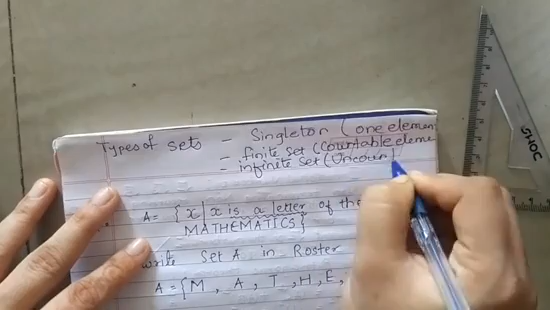 Types of sets - Singleton (one elemen
- finite set (Countable eleme
- infinite set (Uncoun
A = {x|x is a letter of the
MATHEMATICS}
write Set A in Roster
A = {M, A, T, H, E,